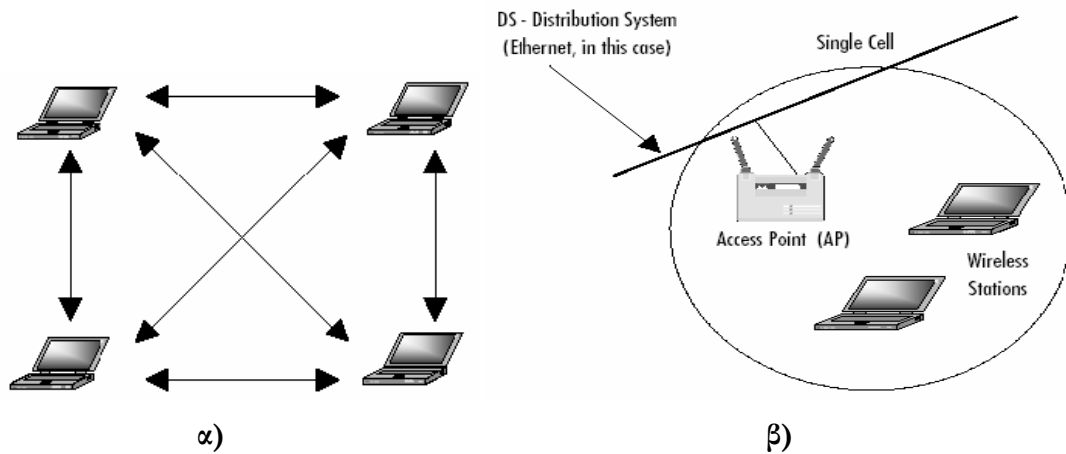 DS - Distribution System
(Ethernet, in this case)
Single Cell
Access Point (AP)
Wireless
Stations
α)
β)